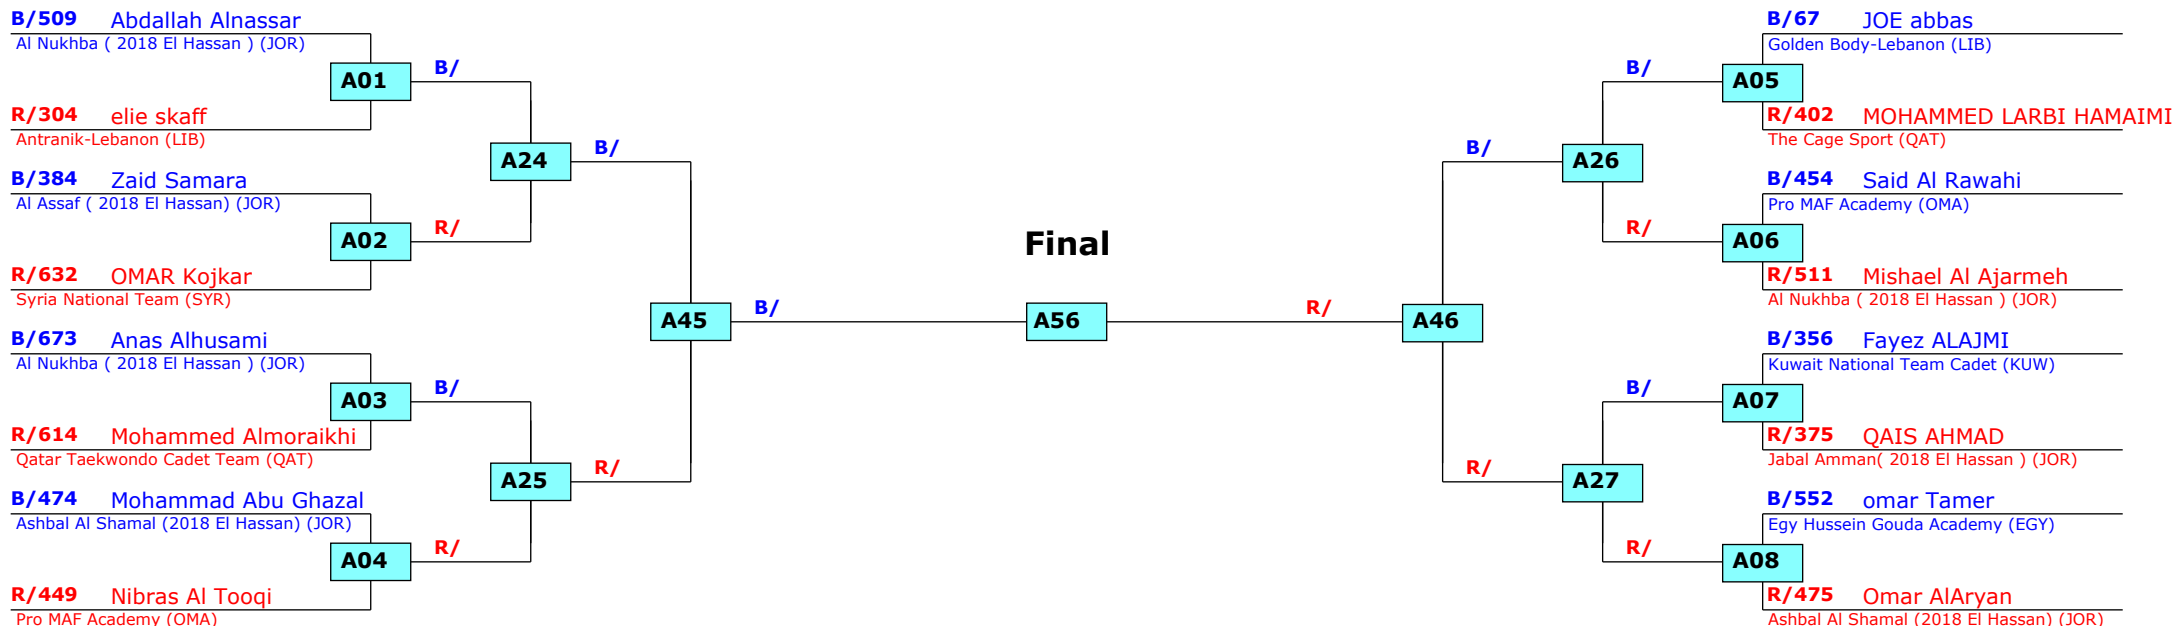 B/509 Abdallah Alnassar
Al Nukhba ( 2018 El Hassan ) (JOR)
A01
B/
R/304 elie skaff
Antranik-Lebanon (LIB)
A24
B/
B/384 Zaid Samara
Al Assaf ( 2018 El Hassan) (JOR)
A02
R/
R/632 OMAR Kojkar
Syria National Team (SYR)
A45
B/
B/673 Anas Alhusami
Al Nukhba ( 2018 El Hassan ) (JOR)
A03
B/
R/614 Mohammed Almoraikhi
Qatar Taekwondo Cadet Team (QAT)
A25
R/
B/474 Mohammad Abu Ghazal
Ashbal Al Shamal (2018 El Hassan) (JOR)
A04
R/
R/449 Nibras Al Tooqi
Pro MAF Academy (OMA)
Final
A56
B/67 JOE abbas
Golden Body-Lebanon (LIB)
B/
A05
R/402 MOHAMMED LARBI HAMAIMI
The Cage Sport (QAT)
B/
A26
B/454 Said Al Rawahi
Pro MAF Academy (OMA)
R/
A06
R/511 Mishael Al Ajarmeh
Al Nukhba ( 2018 El Hassan ) (JOR)
R/
A46
B/356 Fayez ALAJMI
Kuwait National Team Cadet (KUW)
B/
A07
R/375 QAIS AHMAD
Jabal Amman( 2018 El Hassan ) (JOR)
R/
A27
B/552 omar Tamer
Egy Hussein Gouda Academy (EGY)
R/
A08
R/475 Omar AlAryan
Ashbal Al Shamal (2018 El Hassan) (JOR)